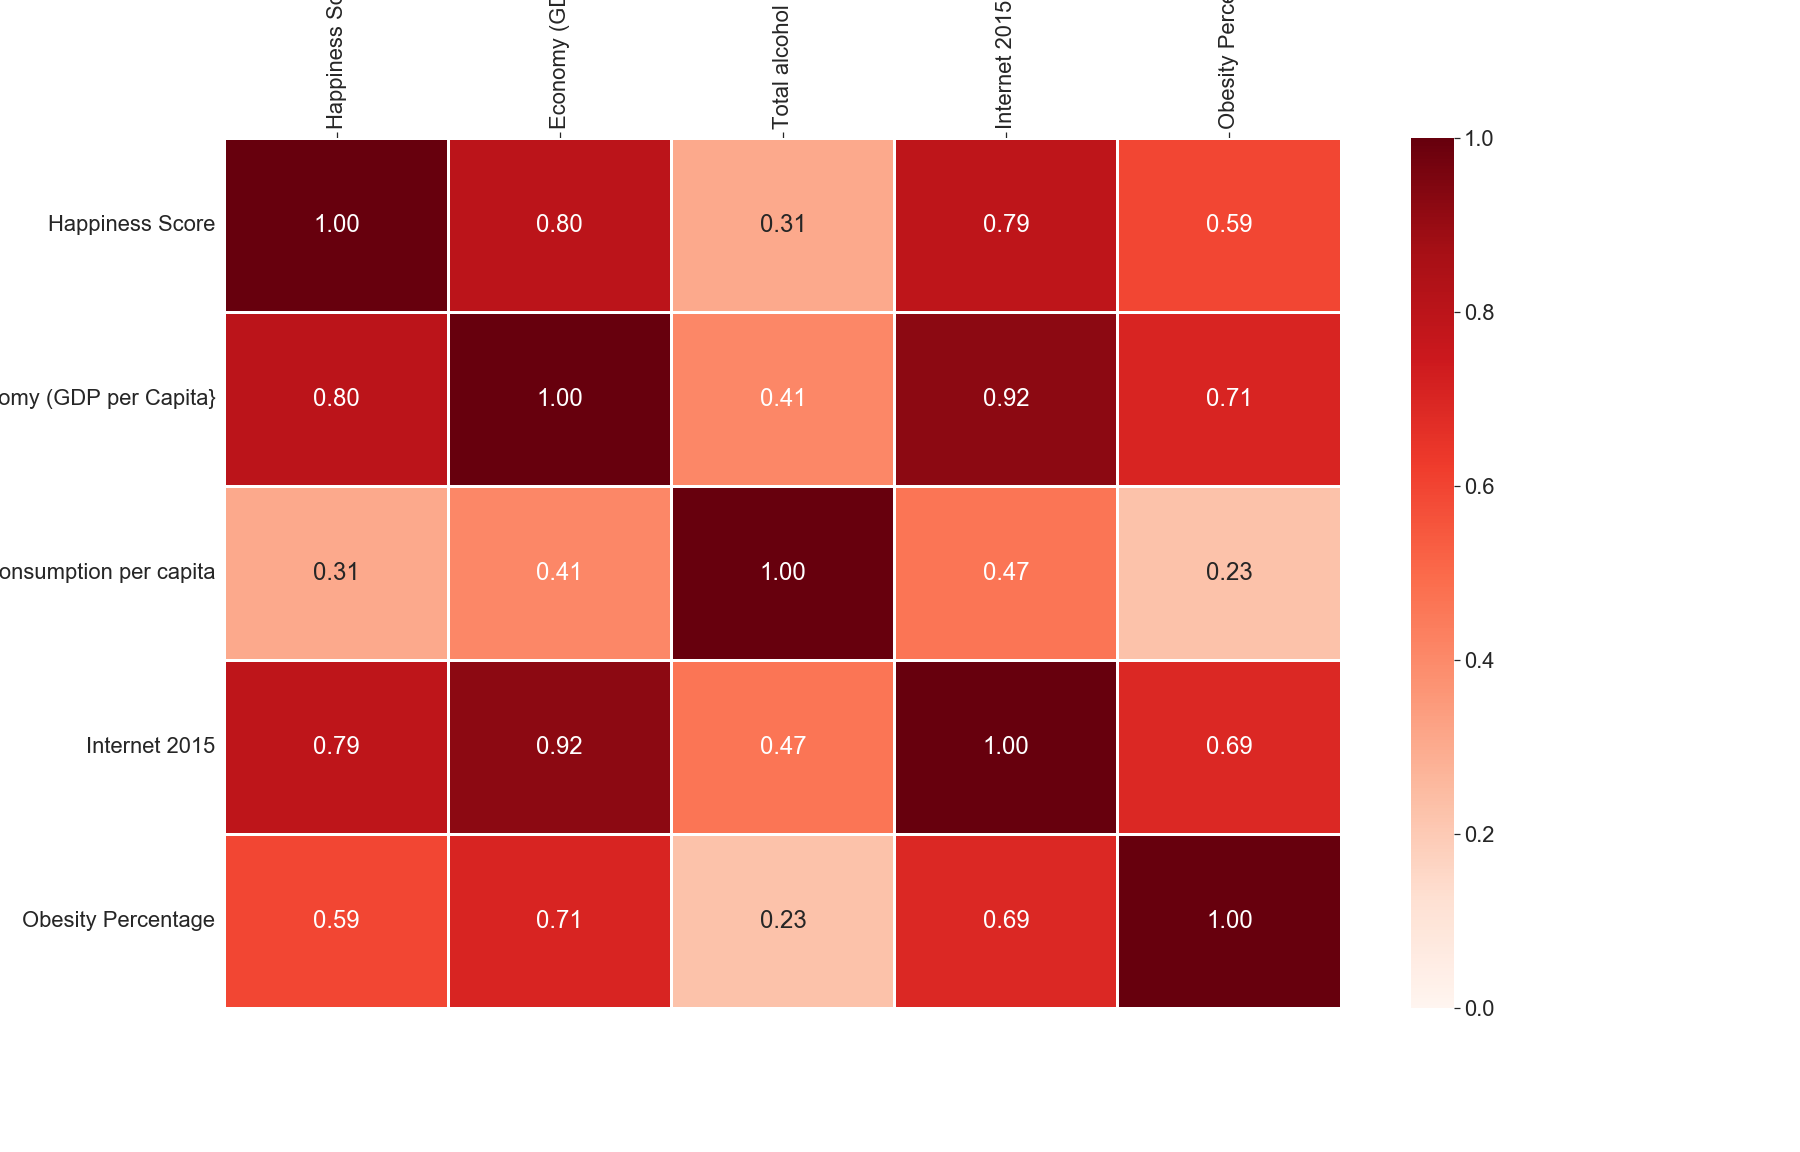 Happiness Sc
Economy (GD
Total alcohol
Internet 2015
Obesity Perce
Happiness Score
1.00 0.80 0.31 0.79 0.59
omy (GDP per Capita}
0.80 1.00 0.41 0.92 0.71
onsumption per capita
0.31 0.41 1.00 0.47 0.23
Internet 2015
0.79 0.92 0.47 1.00 0.69
Obesity Percentage
0.59 0.71 0.23 0.69 1.00
1.0
0.8
0.6
0.4
0.2
0.0